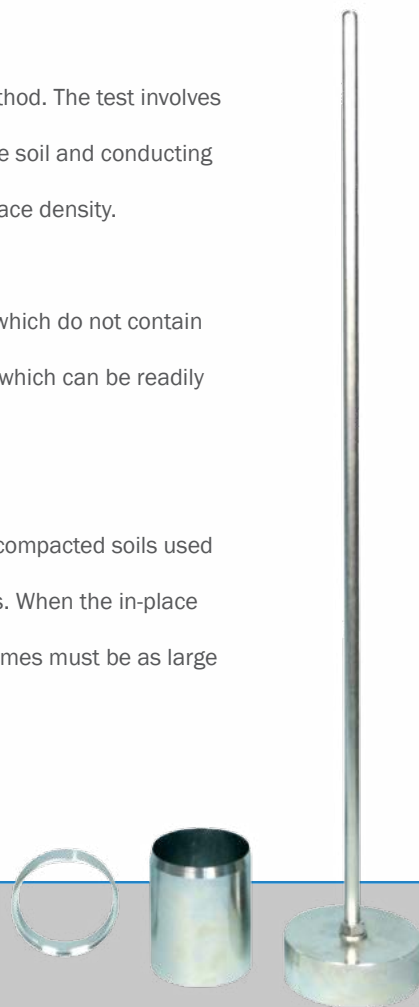 thod. The test involves
e soil and conducting
ace density.
which do not contain
which can be readily
compacted soils used
s. When the in-place
mes must be as large